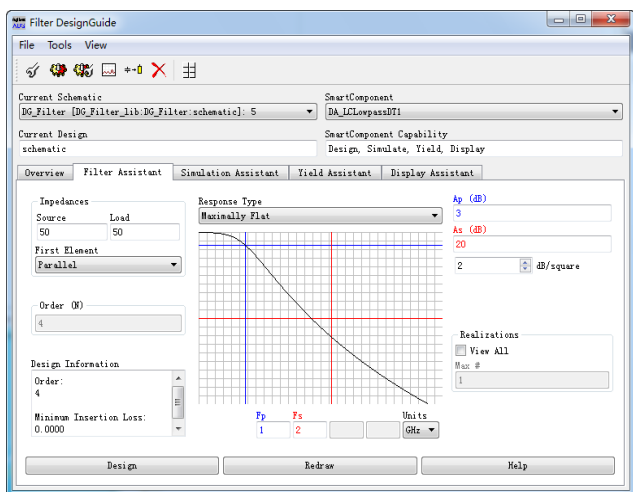 Filter DesignGuide
File Tools View
Current Schematic
SmartComponent
DG_Filter [DG_Filter_lib:DG_Filter:schematic]: 5
DA_LCLowpassDT1
Current Design
SmartComponent Capability
schematic
Design, Simulate, Yield, Display
Overview Filter Assistant Simulation Assistant Yield Assistant Display Assistant
Impedances
Source Load
50 50
First Element
Parallel
Order (N)
4
Design Information
Order:
4
Minimum Insertion Loss:
0.0000
Response Type
Maximally Flat
Fp Fs Units
1 2 GHz
Ap (dB)
3
As (dB)
20
2 dB/square
Realizations
View All
Max #
1
Design Redraw Help